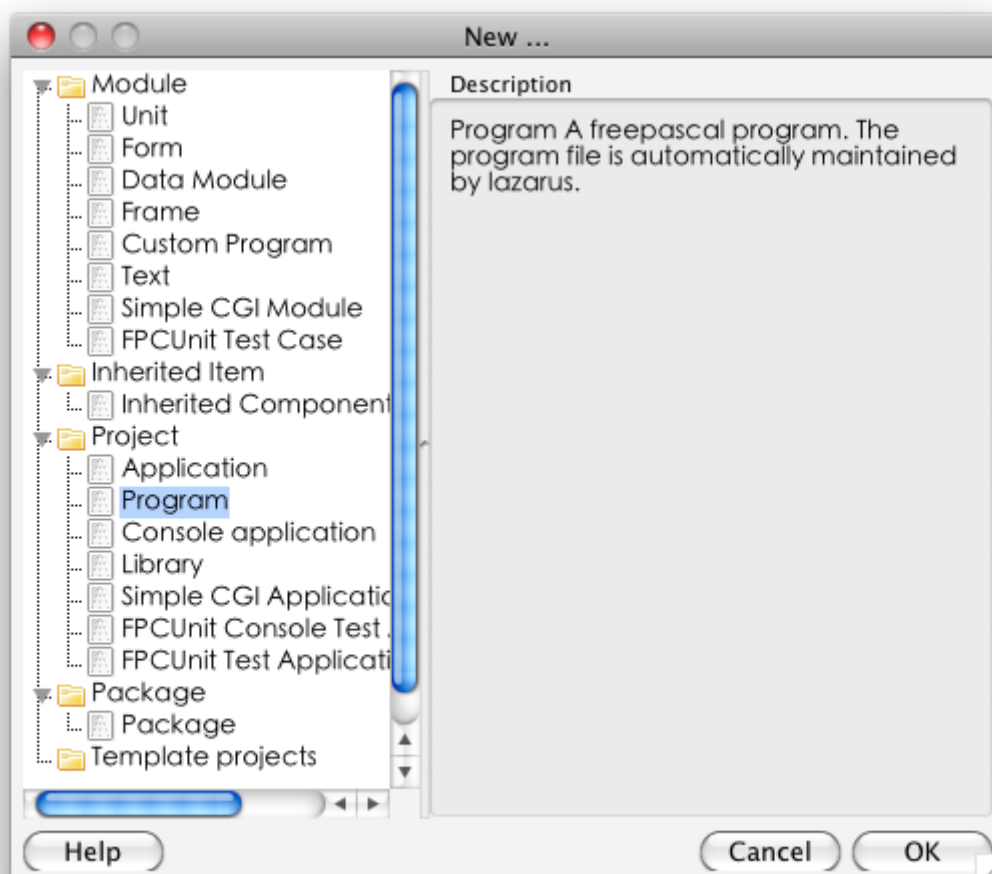 New ...
Module
Unit
Form
Data Module
Frame
Custom Program
Text
Simple CGI Module
FPCUnit Test Case
Inherited Item
Inherited Component
Project
Application
Program
Console application
Library
Simple CGI Applicatio
FPCUnit Console Test .
FPCUnit Test Applicati
Package
Package
Template projects
Description
Program A freepascal program. The
program file is automatically maintained
by lazarus.
Help
Cancel
OK